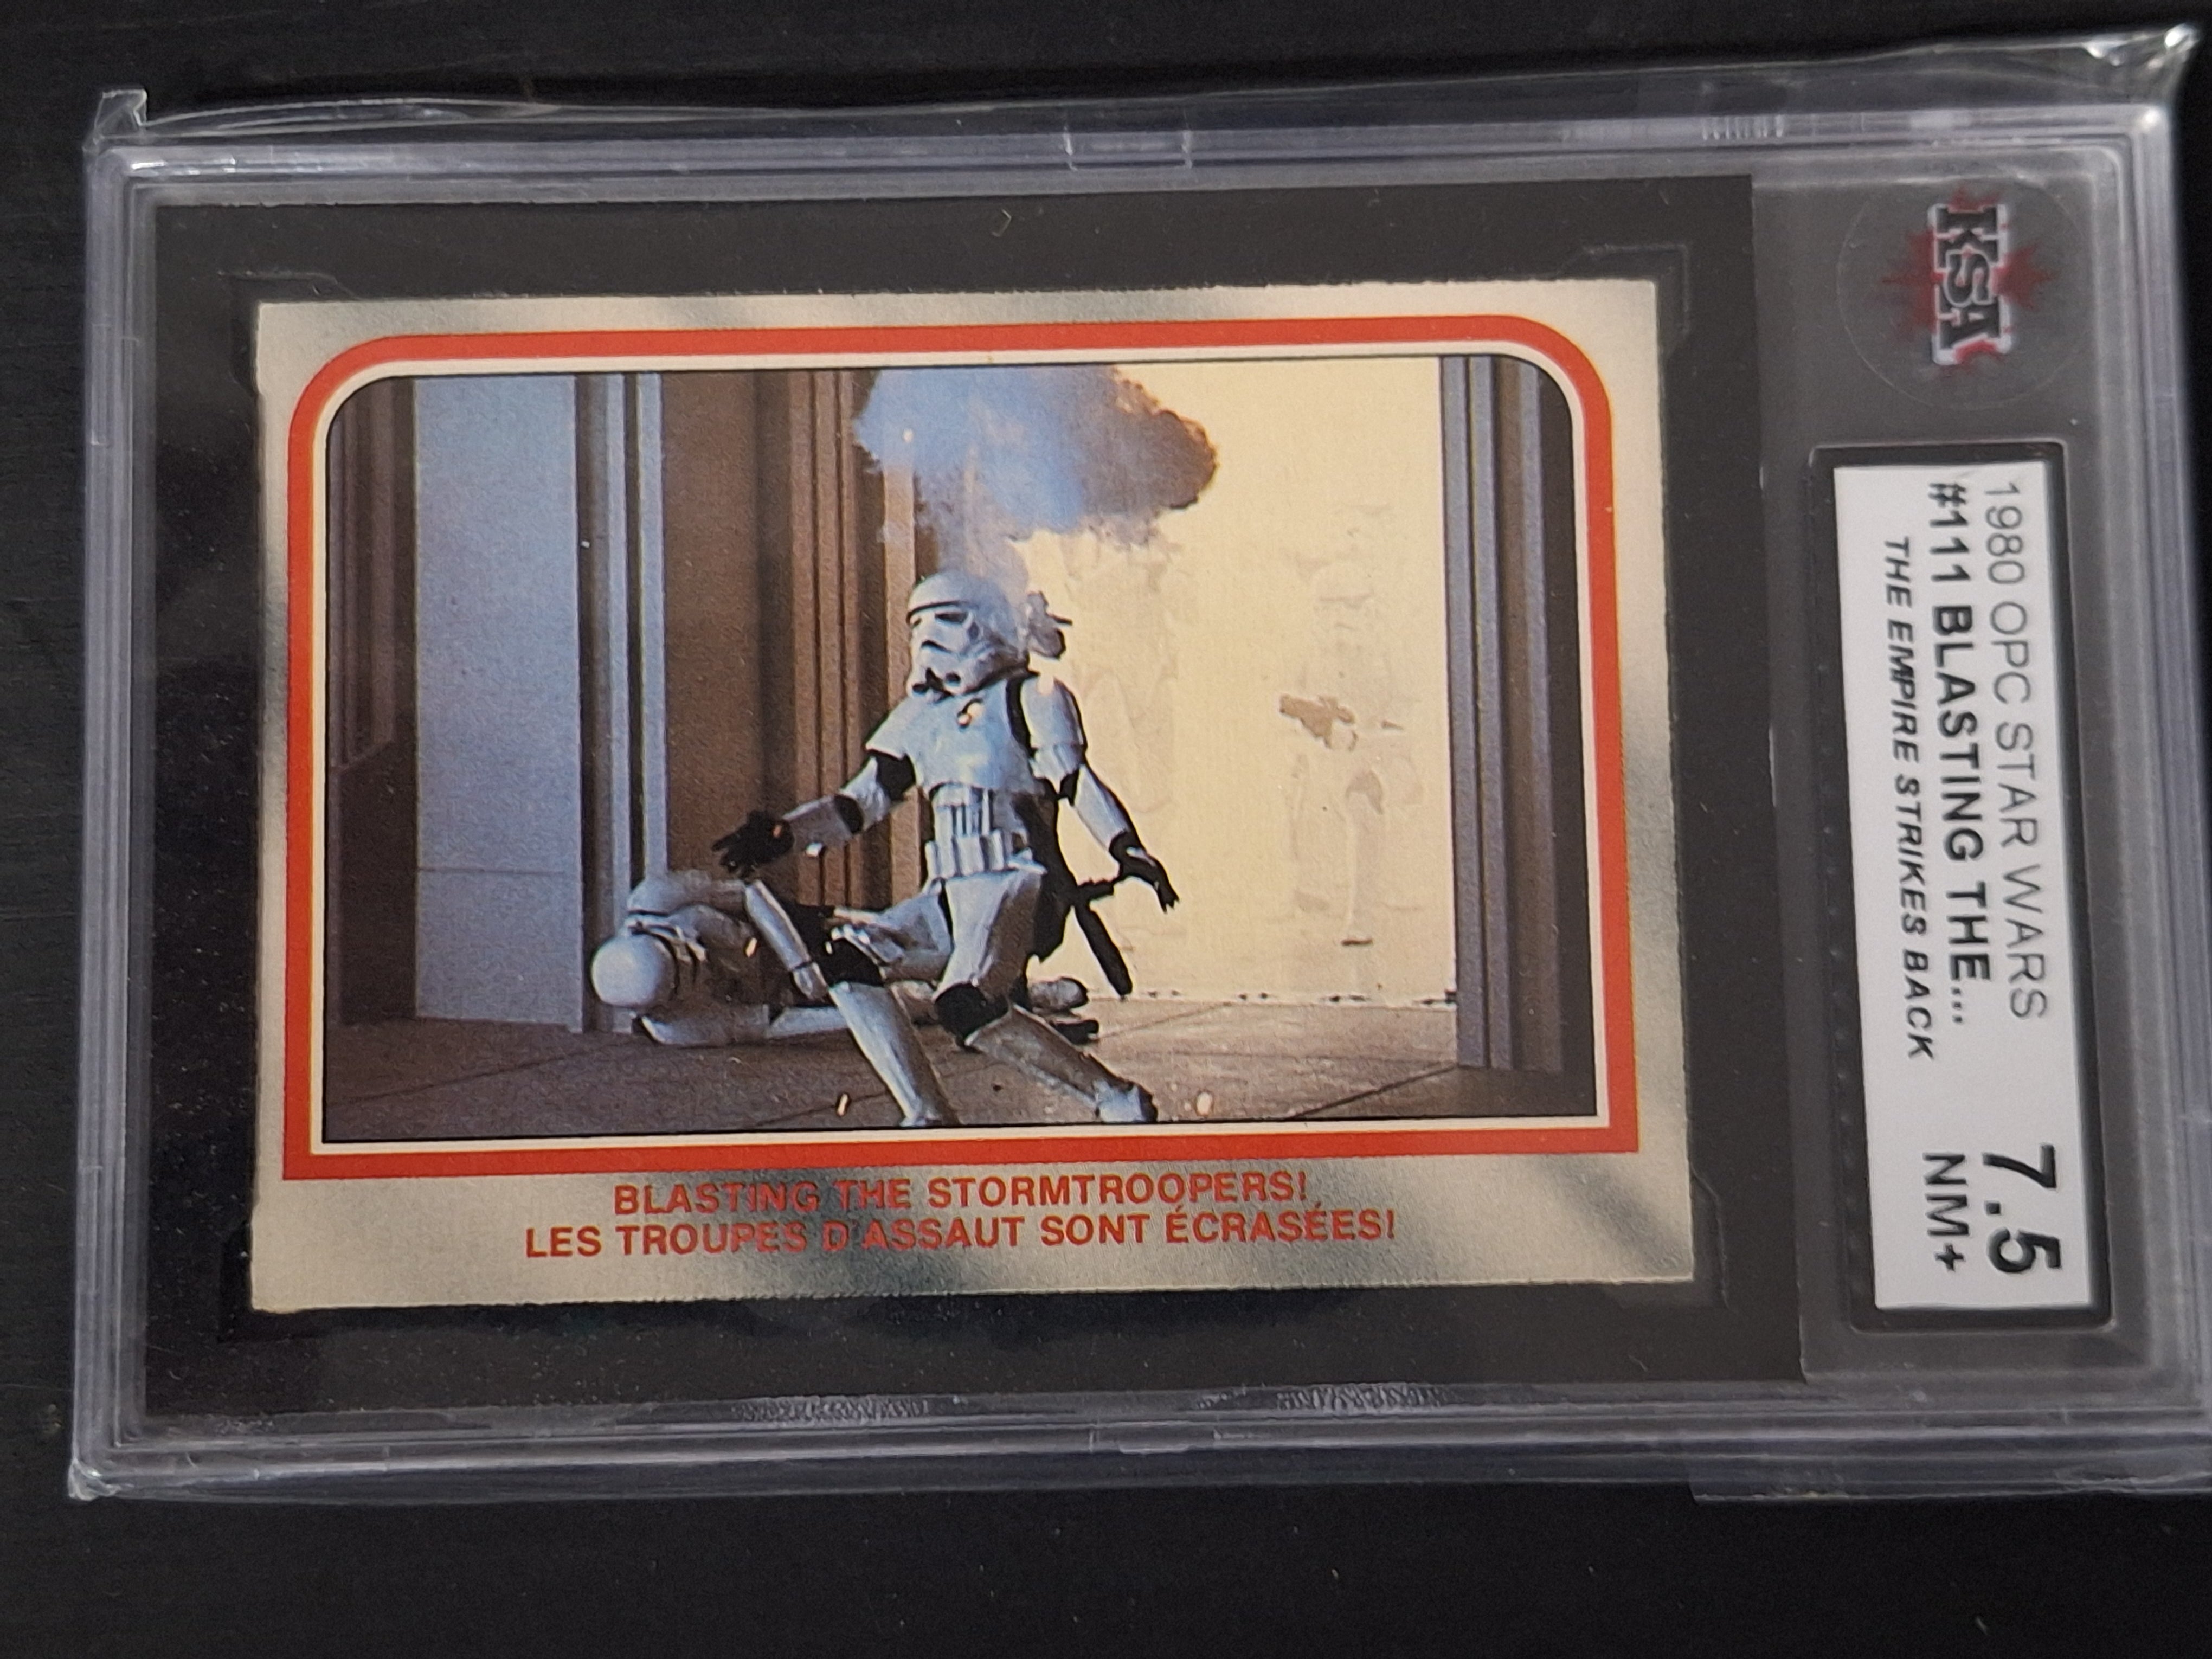 BLASTING THE STORMTROOPERS!
LES TROUPES D'ASSAUT SONT ÉCRASÉES!
KSA
1980 OPC STAR WARS
#111 BLASTING THE...
THE EMPIRE STRIKES BACK
7.5
NM+